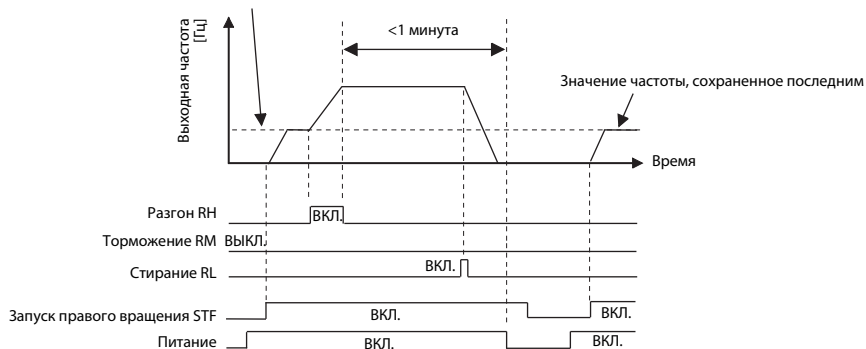 Выходная частота
[Гц]
<1 минута
Значение частоты, сохраненное последним
Время
Разгон RH
ВКЛ.
Торможение RM
ВЫКЛ.
Стирание RL
ВКЛ.
Запуск правого вращения STF
ВКЛ.
ВКЛ.
Питание
ВКЛ.
ВКЛ.